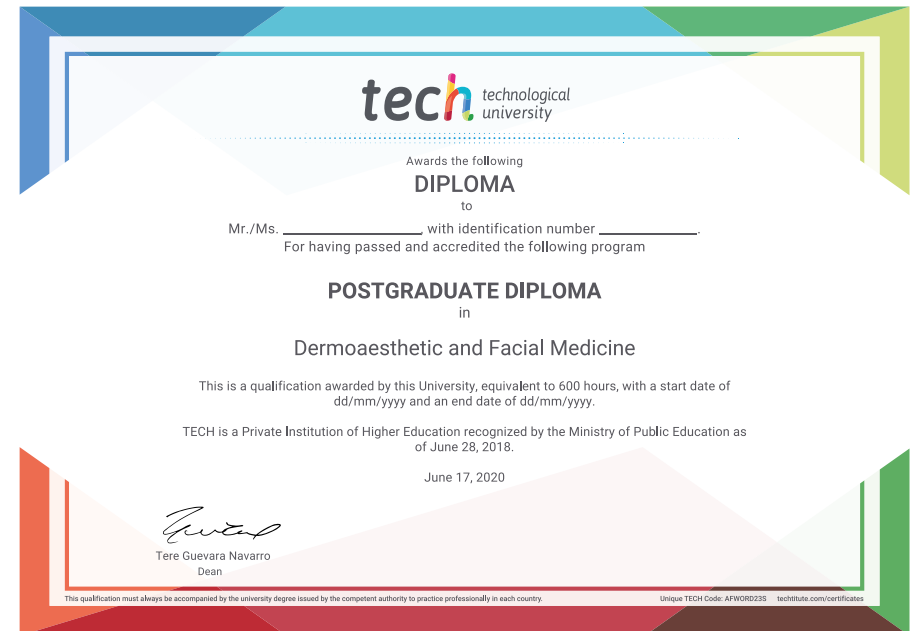 tech technological
university
Awards the following
DIPLOMA
to
Mr./Ms. ____________________, with identification number ______________.
For having passed and accredited the following program
POSTGRADUATE DIPLOMA
in
Dermoaesthetic and Facial Medicine
This is a qualification awarded by this University, equivalent to 600 hours, with a start date of
dd/mm/yyyy and an end date of dd/mm/yyyy.
TECH is a Private Institution of Higher Education recognized by the Ministry of Public Education as
of June 28, 2018.
June 17, 2020
Tere Guevara Navarro
Dean
This qualification must always be accompanied by the university degree issued by the competent authority to practice professionally in each country. Unique TECH Code: AFWORD23S techtitute.com/certificates